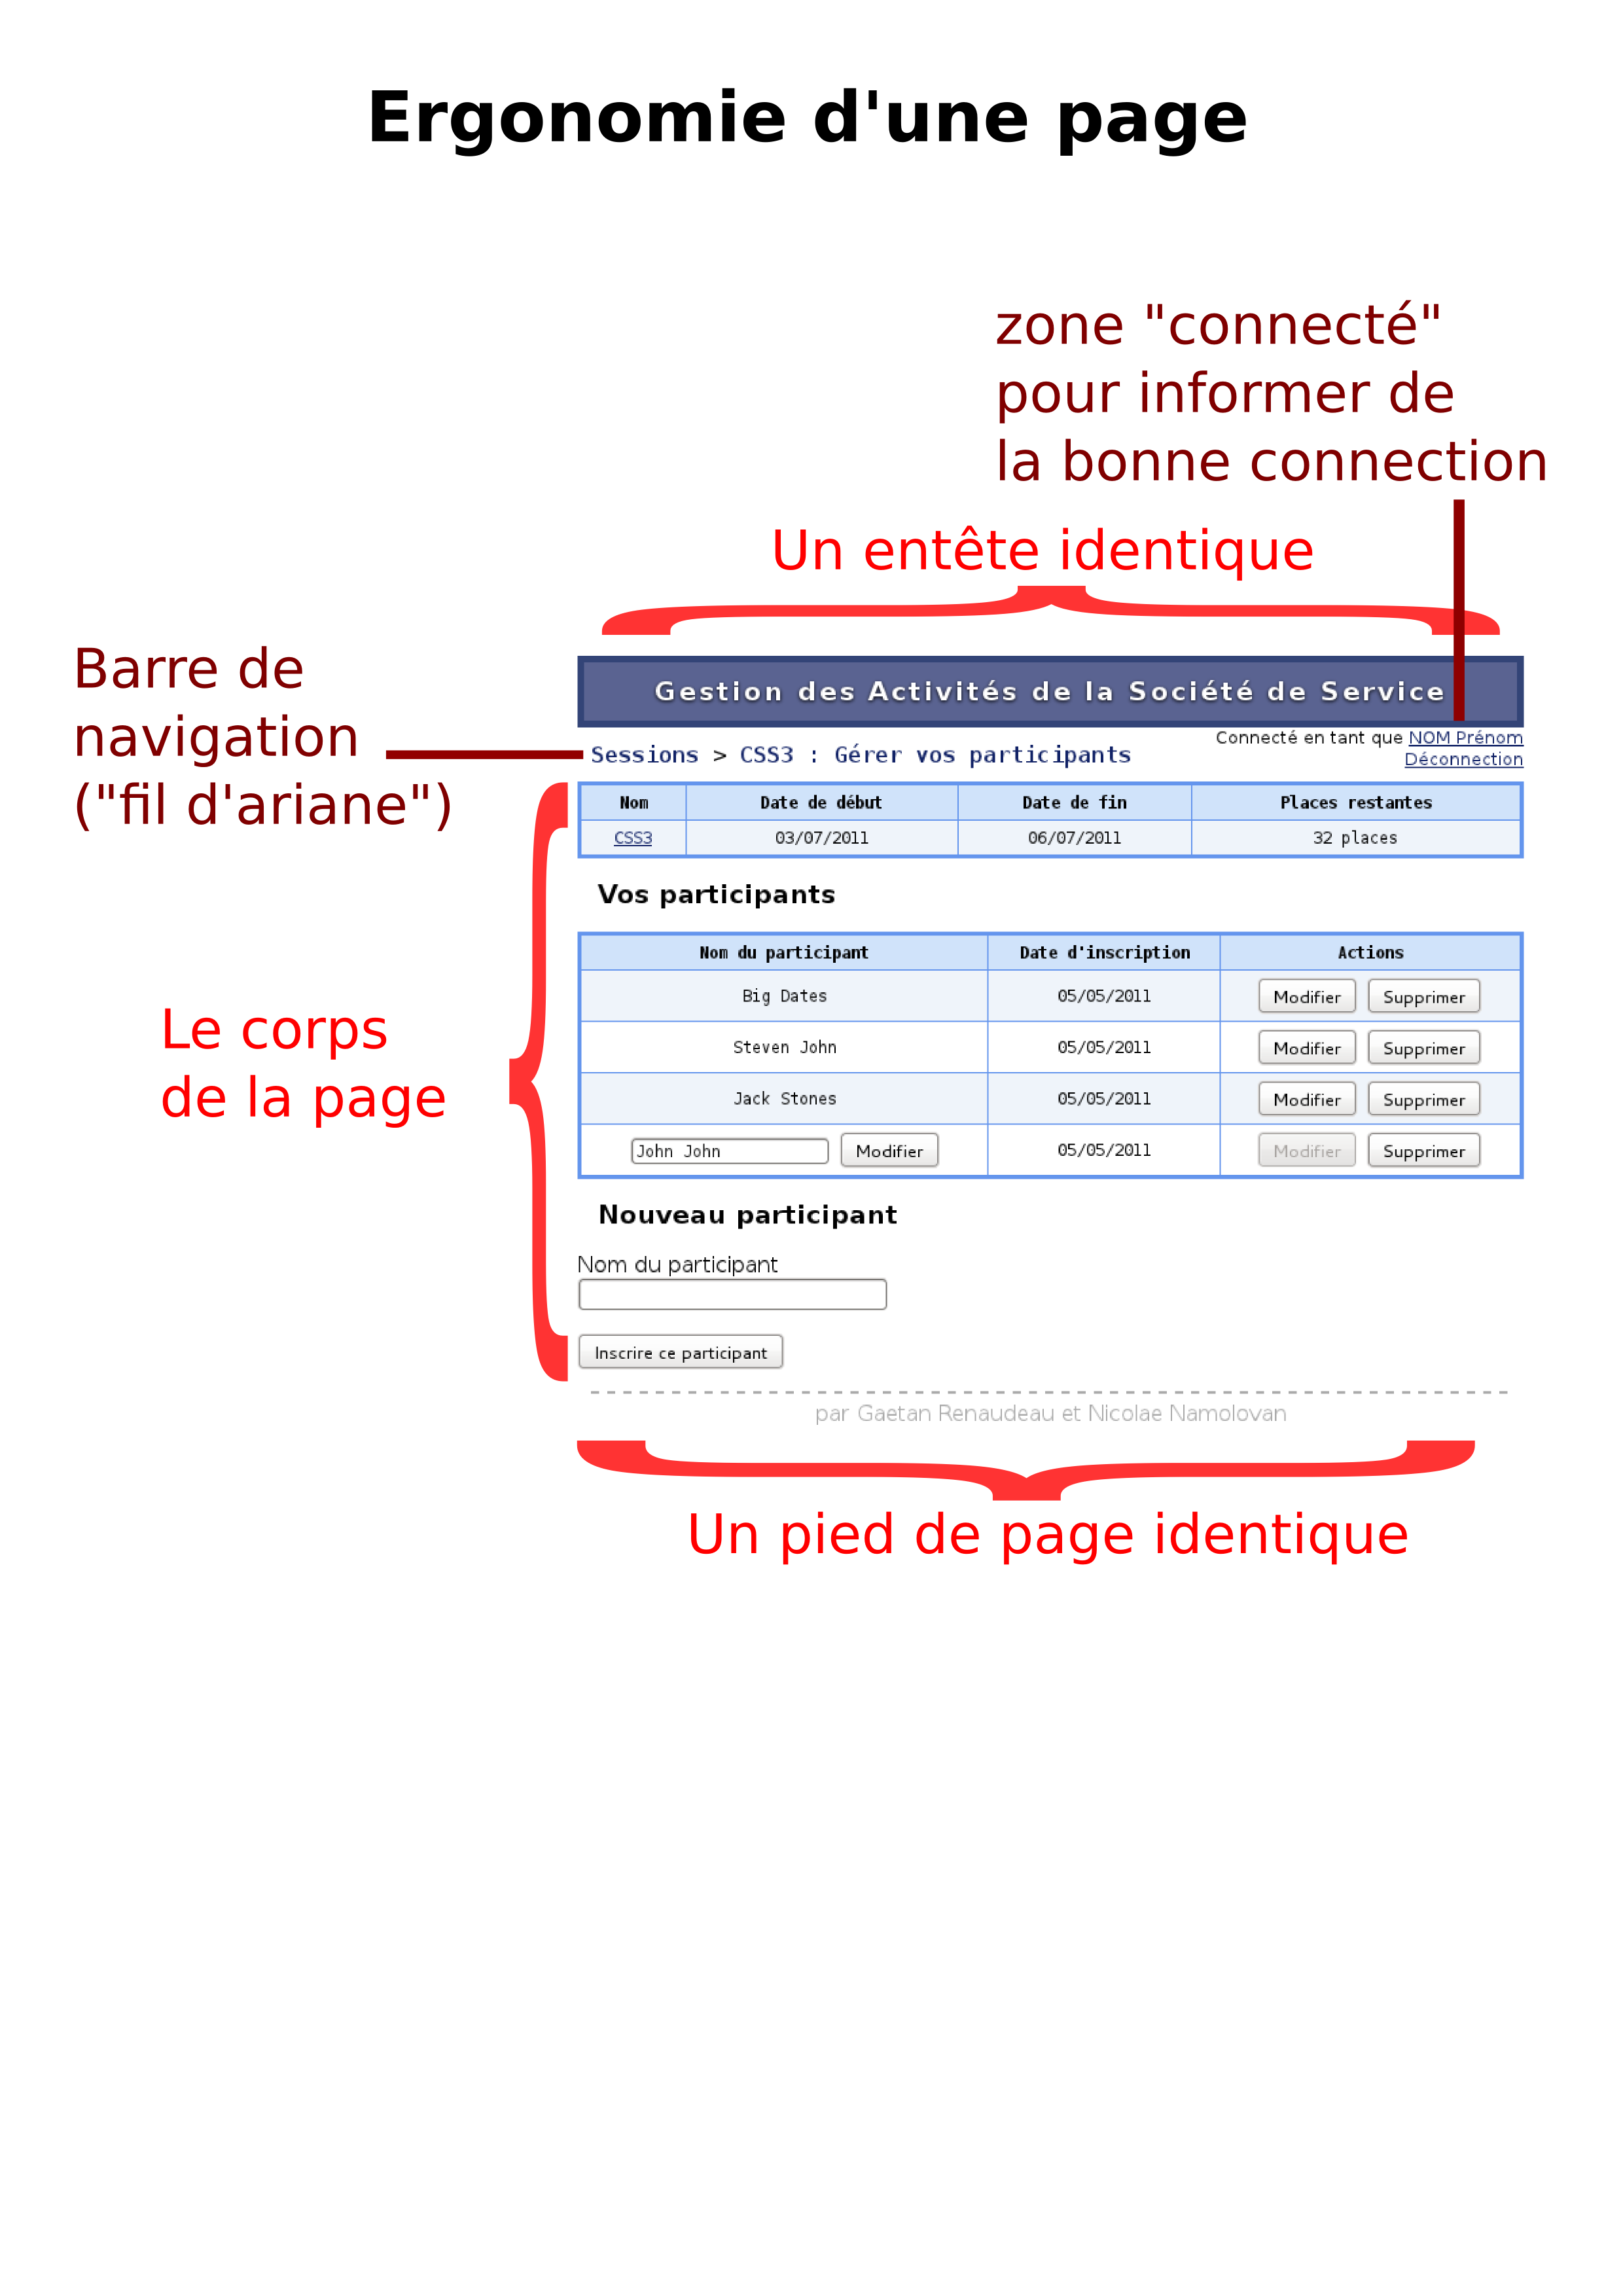 Ergonomie d'une page
zone "connecté"
pour informer de
la bonne connection
Un entête identique
Barre de
navigation
("fil d'ariane")
Gestion des Activités de la Société de Service
Sessions > CSS3 : Gérer vos participants
Connecté en tant que NOM Prénom
Déconnection
Nom Date de début Date de fin Places restantes
CSS3 03/07/2011 06/07/2011 32 places
Vos participants
Nom du participant Date d'inscription Actions
Big Dates 05/05/2011 Modifier Supprimer
Steven John 05/05/2011 Modifier Supprimer
Jack Stones 05/05/2011 Modifier Supprimer
John John Modifier 05/05/2011 Modifier Supprimer
Le corps
de la page
Nouveau participant
Nom du participant
Inscrire ce participant
par Gaetan Renaudeau et Nicolae Namolovan
Un pied de page identique